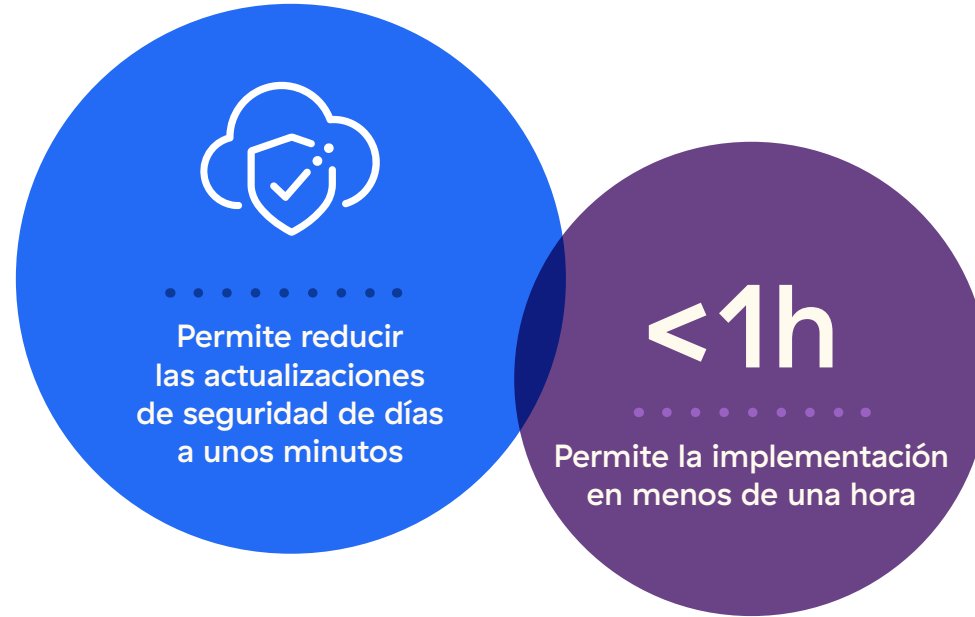 Permite reducir
las actualizaciones
de seguridad de días
a unos minutos
<1h
Permite la implementación
en menos de una hora